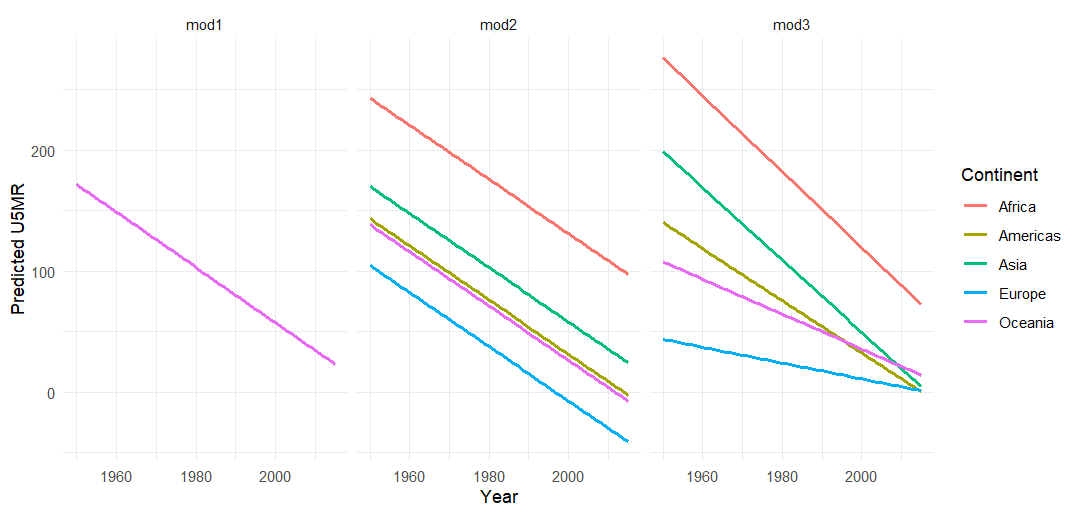 mod1 mod2 mod3
Predicted U5MR
200
100
0
1960 1980 2000 1960 1980 2000 1960 1980 2000
Year
Continent
Africa
Americas
Asia
Europe
Oceania